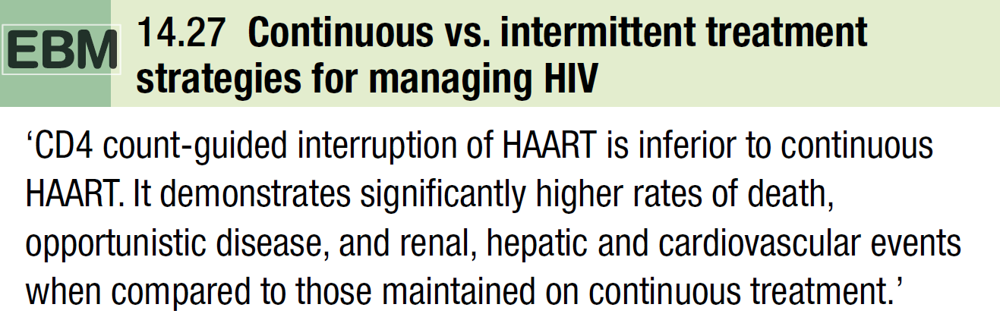 EBM
14.27 Continuous vs. intermittent treatment
strategies for managing HIV
‘CD4 count-guided interruption of HAART is inferior to continuous
HAART. It demonstrates significantly higher rates of death,
opportunistic disease, and renal, hepatic and cardiovascular events
when compared to those maintained on continuous treatment.’